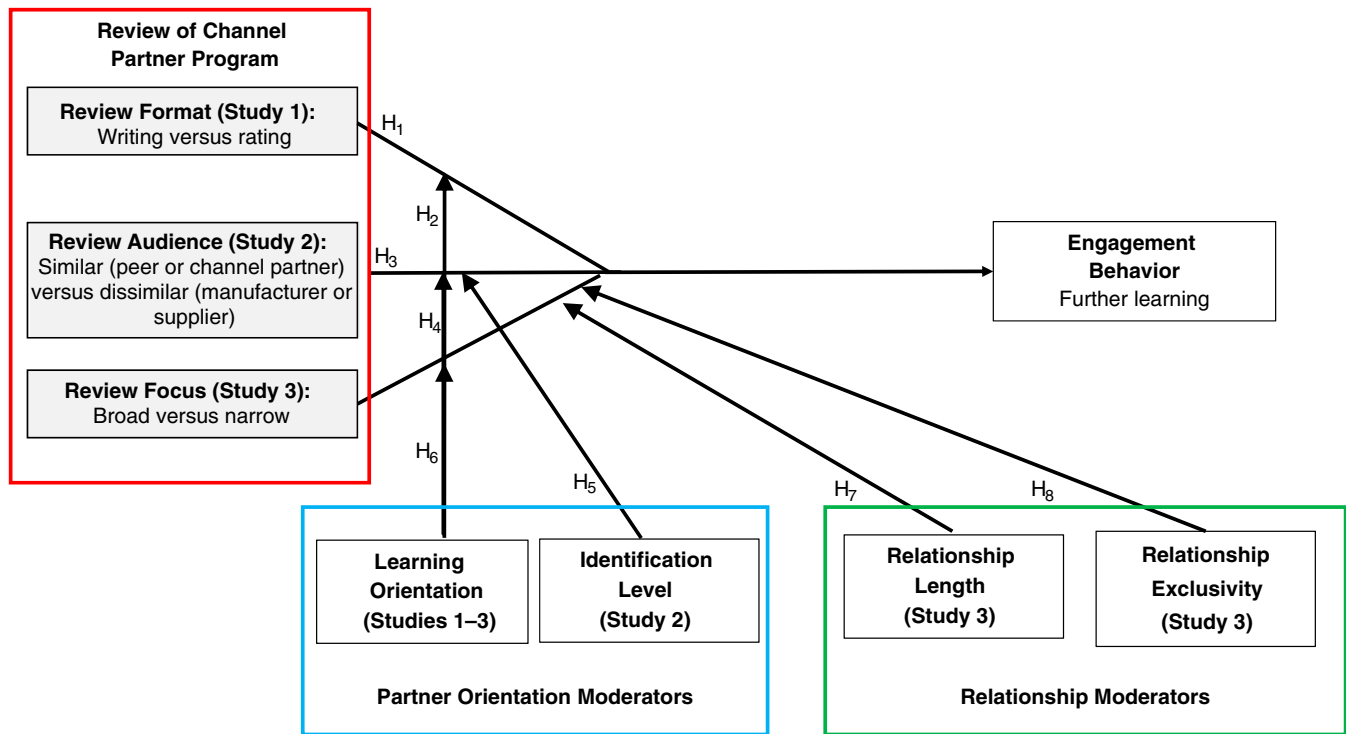 Review of Channel
Partner Program
Review Format (Study 1):
Writing versus rating
H1
H2
Review Audience (Study 2):
Similar (peer or channel partner)
versus dissimilar (manufacturer or
supplier)
H3
Engagement
Behavior
Further learning
H4
Review Focus (Study 3):
Broad versus narrow
H6
H5
H7
H8
Learning
Orientation
(Studies 1–3)
Identification
Level
(Study 2)
Relationship
Length
(Study 3)
Relationship
Exclusivity
(Study 3)
Partner Orientation Moderators
Relationship Moderators